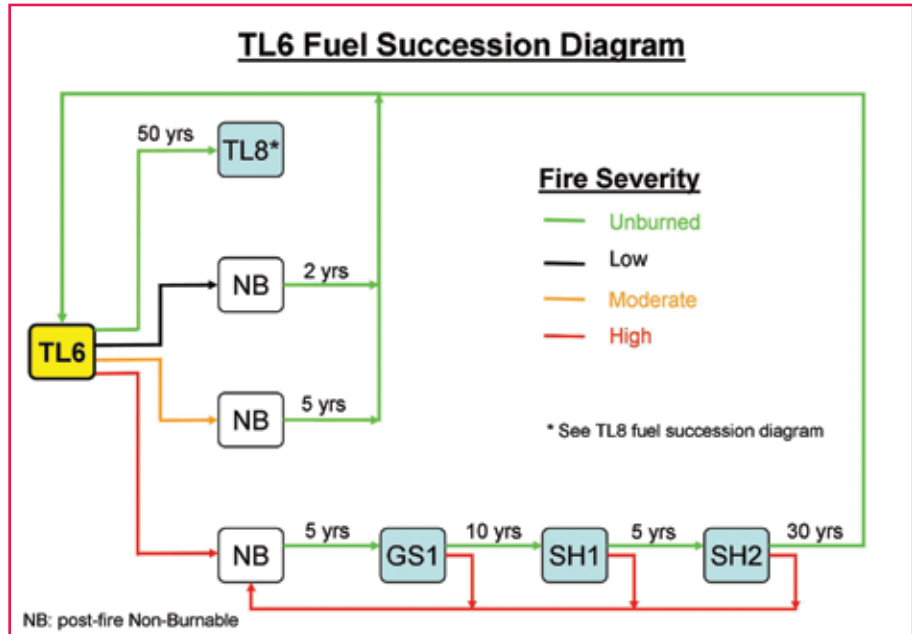 TL6 Fuel Succession Diagram
50 yrs
TL8*
Fire Severity
Unburned
Low
Moderate
High
NB
2 yrs
TL6
NB
5 yrs
* See TL8 fuel succession diagram
NB
5 yrs
GS1
10 yrs
SH1
5 yrs
SH2
30 yrs
NB: post-fire Non-Burnable